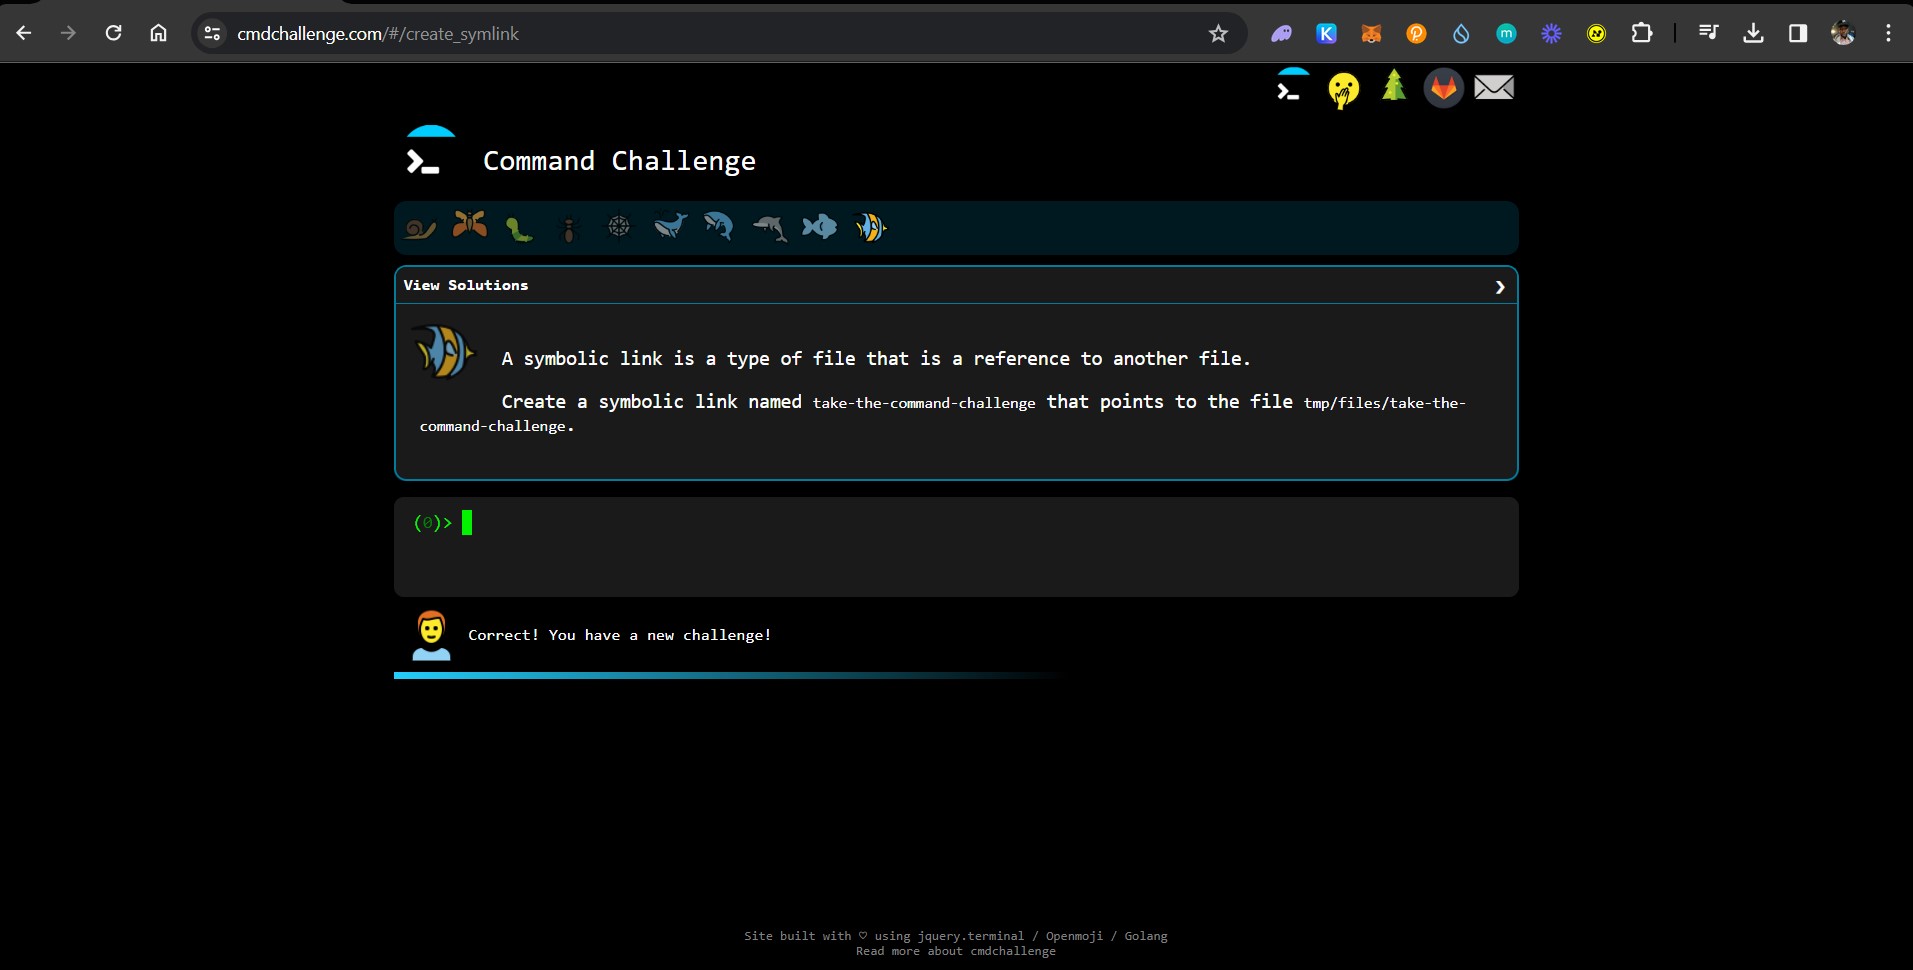 cmdchallenge.com/#/create_symlink
Command Challenge
View Solutions
A symbolic link is a type of file that is a reference to another file.
Create a symbolic link named take-the-command-challenge that points to the file tmp/files/take-the-
command-challenge.
(0)>
Correct! You have a new challenge!
Site built with ♡ using jquery.terminal / Openmoji / Golang
Read more about cmdchallenge